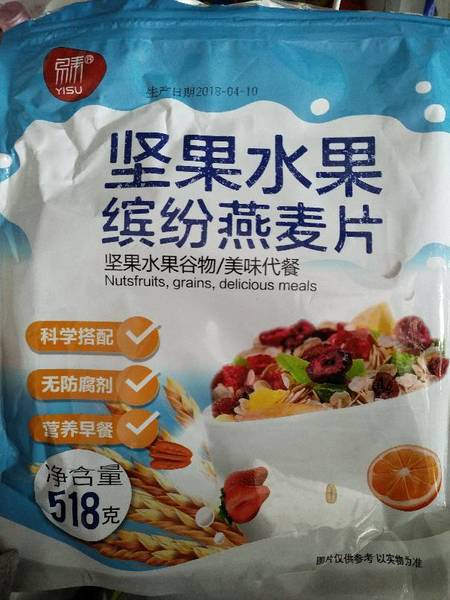 易素®
YISU
生产日期2018-04-10
坚果水果
缤纷燕麦片
坚果水果谷物/美味代餐
Nutsfruits, grains, delicious meals
科学搭配
无防腐剂
营养早餐
净含量
518克
图片仅供参考 以实物为准